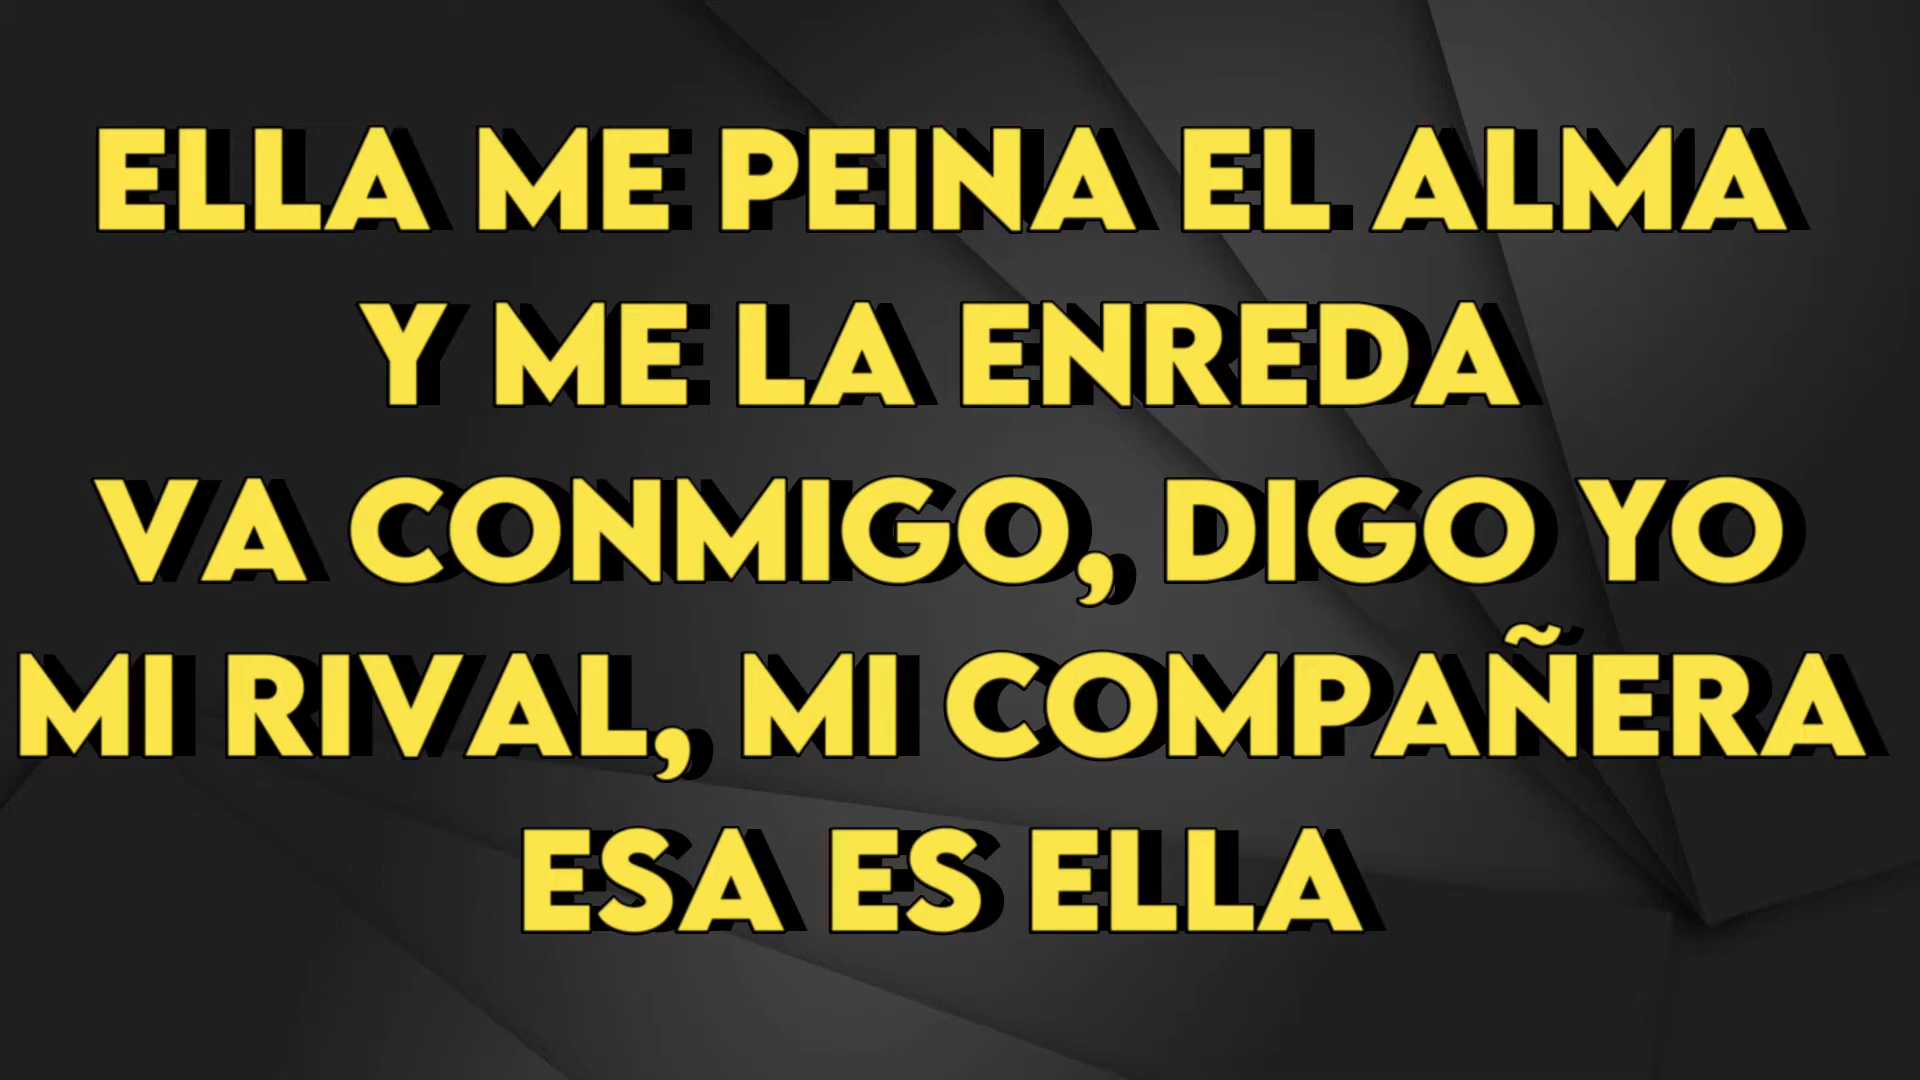 ELLA ME PEINA EL ALMA
Y ME LA ENREDA
VA CONMIGO, DIGO YO
MI RIVAL, MI COMPAÑERA
ESA ES ELLA